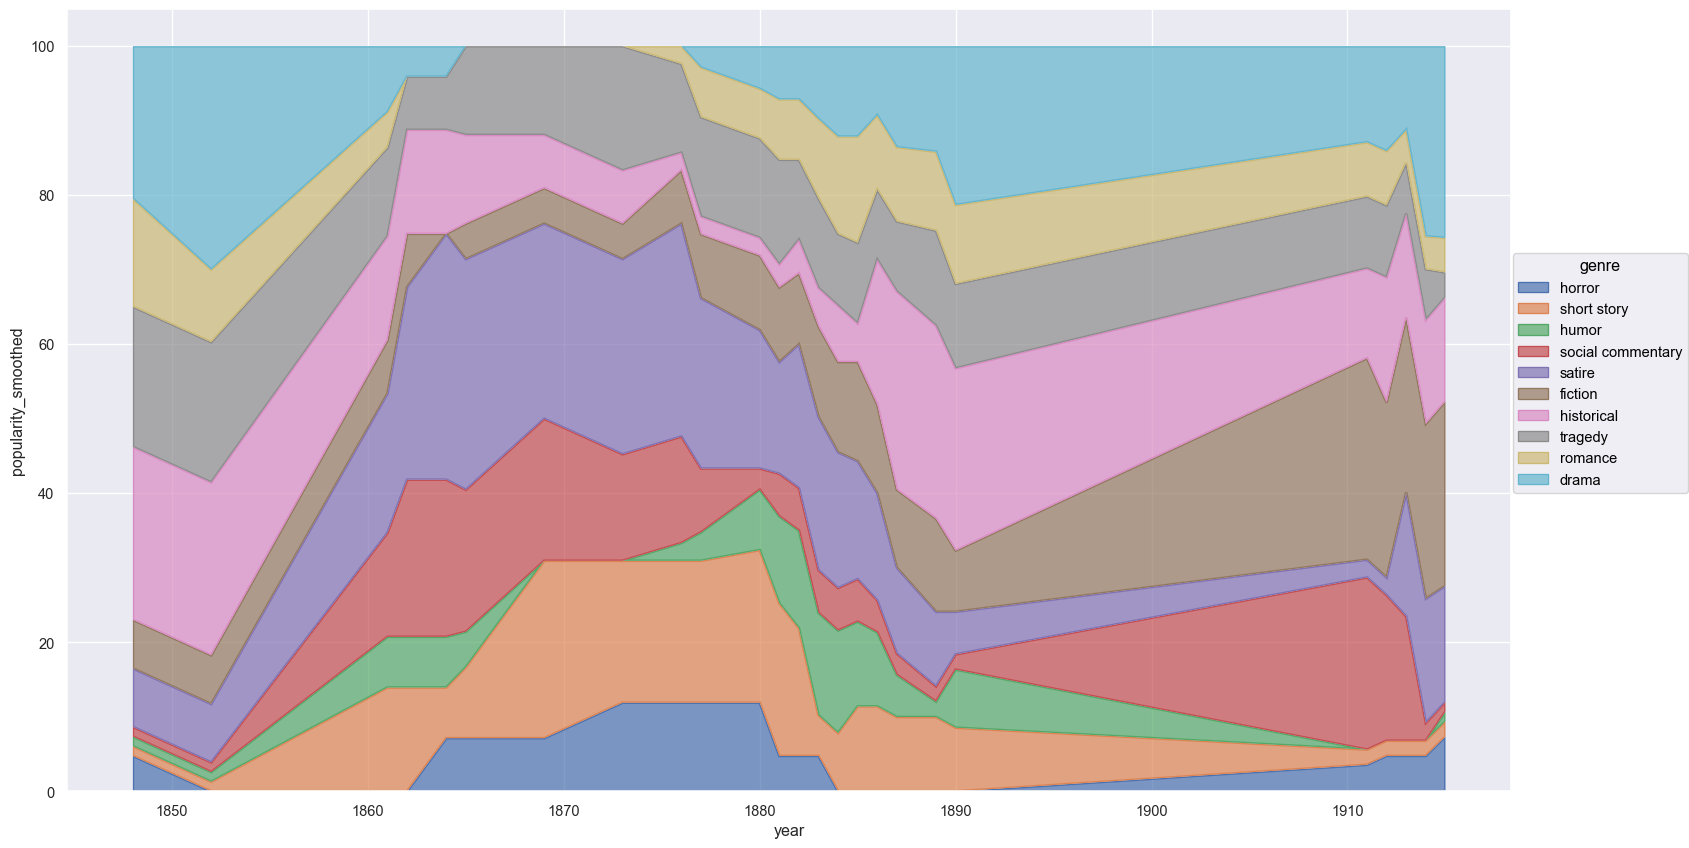 100
80
60
40
20
0
popularity_smoothed
1850
1860
1870
1880
1890
1900
1910
year
genre
horror
short story
humor
social commentary
satire
fiction
historical
tragedy
romance
drama